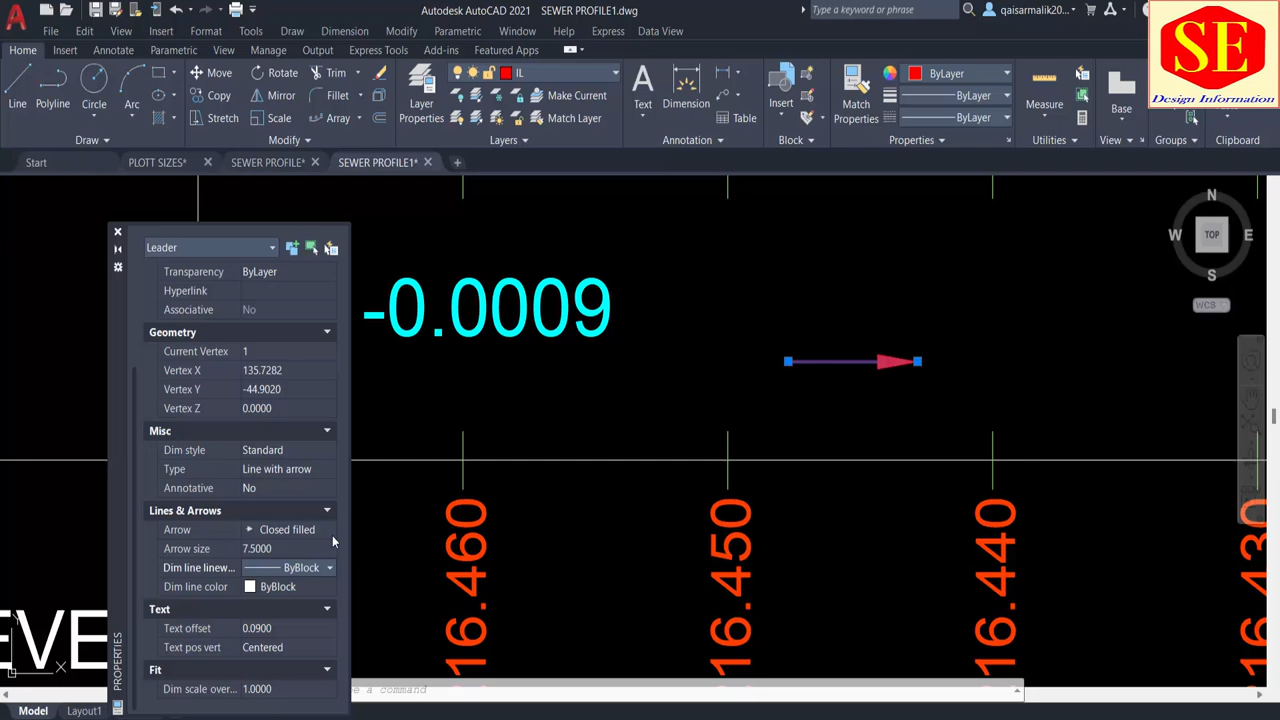 Autodesk AutoCAD 2021 SEWER PROFILE1.dwg
Type a keyword or phrase
qaisarmalik20...
File Edit View Insert Format Tools Draw Dimension Modify Parametric Window Help Express Data View
Home Insert Annotate Parametric View Manage Output Express Tools Add-ins Featured Apps
SE
Design Information
Line Polyline Circle Arc
Move Rotate Trim
Copy Mirror Fillet
Stretch Scale Array
Layer Properties
IL
Make Current
Match Layer
Text Dimension
Table
Insert
Match Properties
ByLayer
ByLayer
ByLayer
Measure
Base
Draw Modify Layers Annotation Block Properties Utilities View Groups Clipboard
Start PLOTT SIZES* SEWER PROFILE* SEWER PROFILE1*
N
W TOP E
S
WCS
Leader
Transparency ByLayer
Hyperlink
Associative No
Geometry
Current Vertex 1
Vertex X 135.7282
Vertex Y -44.9020
Vertex Z 0.0000
Misc
Dim style Standard
Type Line with arrow
Annotative No
Lines & Arrows
Arrow Closed filled
Arrow size 7.5000
Dim line linew... ByBlock
Dim line color ByBlock
Text
Text offset 0.0900
Text pos vert Centered
Fit
Dim scale over... 1.0000
PROPERTIES
-0.0009
16.460
16.450
16.440
16.430
EVE
X
e a command
Model Layout1